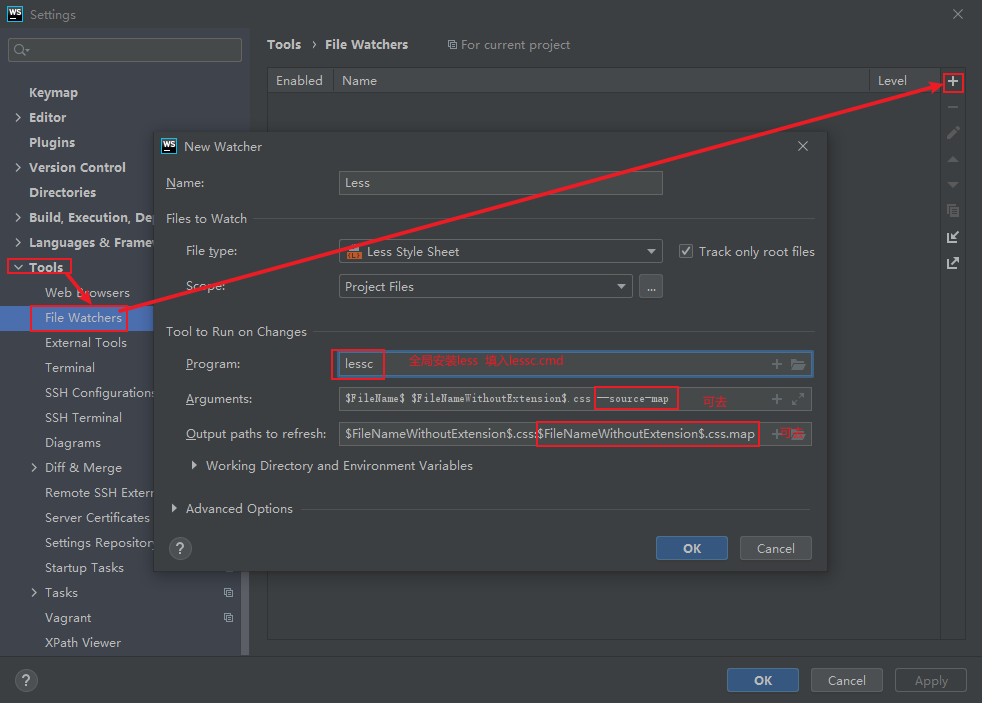 WS Settings
Tools › File Watchers For current project
Enabled Name Level
Keymap
Editor
Plugins
Version Control
Directories
Build, Execution, De
Languages & Frame
Tools
Web Browsers
File Watchers
External Tools
Terminal
SSH Configurations
SSH Terminal
Diagrams
Diff & Merge
Remote SSH Extern
Server Certificates
Settings Repository
Startup Tasks
Tasks
Vagrant
XPath Viewer
WS New Watcher
Name: Less
Files to Watch
File type: Less Style Sheet Track only root files
Scope: Project Files ...
Tool to Run on Changes
Program: lessc 全局安装less 填入lessc.cmd
Arguments: $FileName$ $FileNameWithoutExtension$.css --source-map 可去
Output paths to refresh: $FileNameWithoutExtension$.css:$FileNameWithoutExtension$.css.map 可去
Working Directory and Environment Variables
Advanced Options
? OK Cancel
? OK Cancel Apply